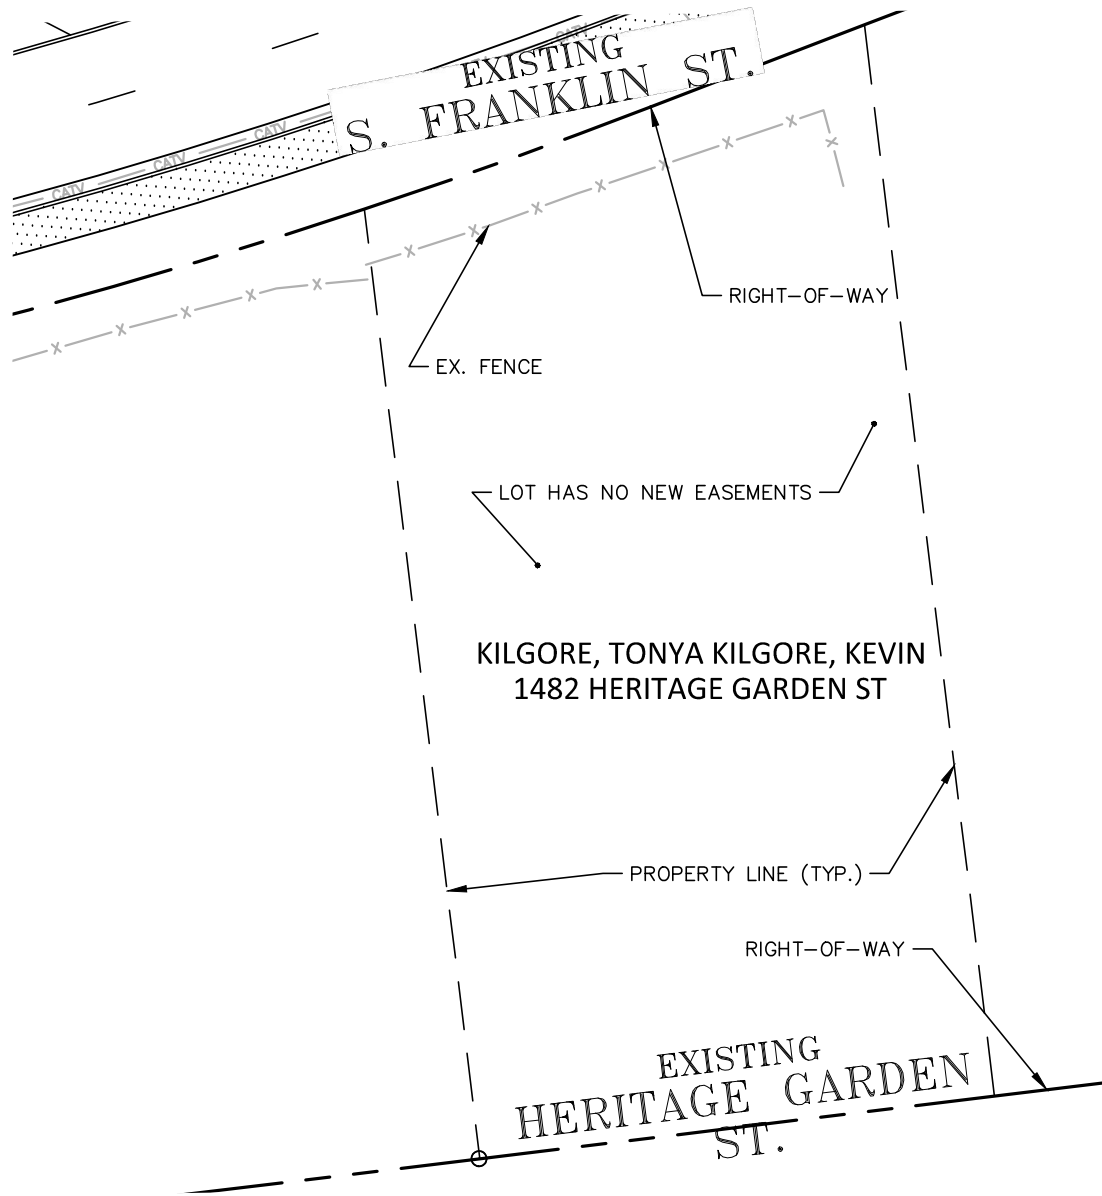 CATV
EXISTING
S. FRANKLIN ST.
CATV
CATV
CATV
X X X X X X X X X X X X X
RIGHT-OF-WAY
EX. FENCE
LOT HAS NO NEW EASEMENTS
KILGORE, TONYA KILGORE, KEVIN
1482 HERITAGE GARDEN ST
PROPERTY LINE (TYP.)
RIGHT-OF-WAY
EXISTING
HERITAGE GARDEN
ST.